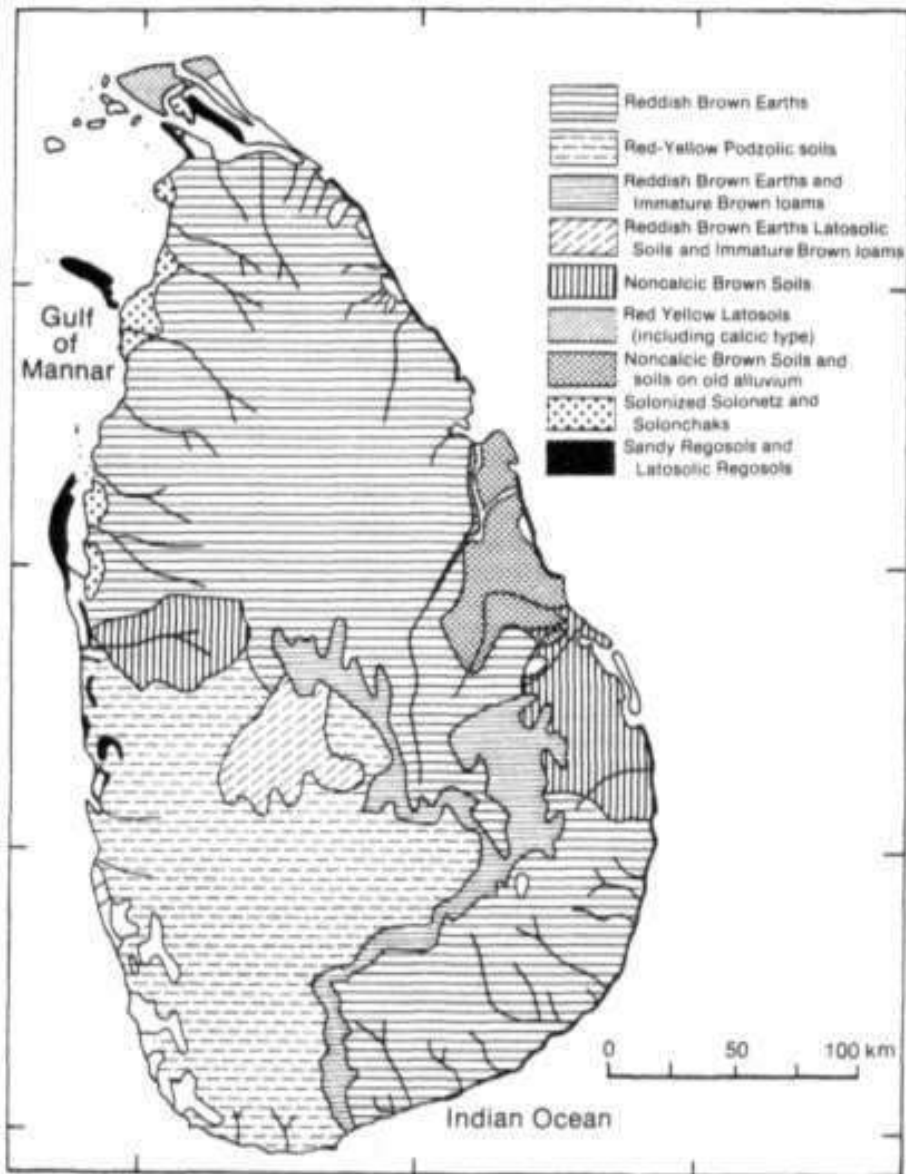 Reddish Brown Earths
Red-Yellow Podzolic soils
Reddish Brown Earths and
Immature Brown loams
Reddish Brown Earths Latosolic
Soils and Immature Brown loams
Noncalcic Brown Soils
Red Yellow Latosols
(including calcic type)
Noncalcic Brown Soils and
soils on old alluvium
Solonized Solonetz and
Solonchaks
Sandy Regosols and
Latosolic Regosols
Gulf
of
Mannar
0 50 100 km
Indian Ocean